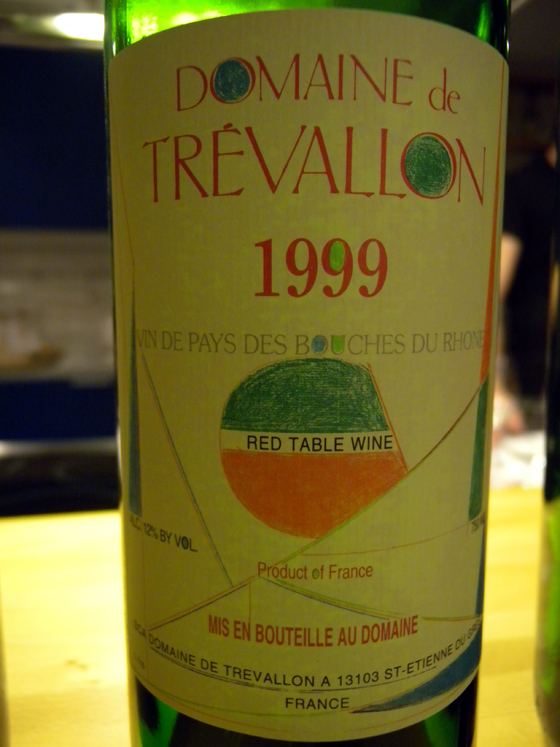 DOMAINE de
TRÉVALLON
1999
VIN DE PAYS DES BOUCHES DU RHONE
RED TABLE WINE
ALC. 12% BY VOL.
Product of France
MIS EN BOUTEILLE AU DOMAINE
DOMAINE DE TREVALLON A 13103 ST-ETIENNE DU
FRANCE